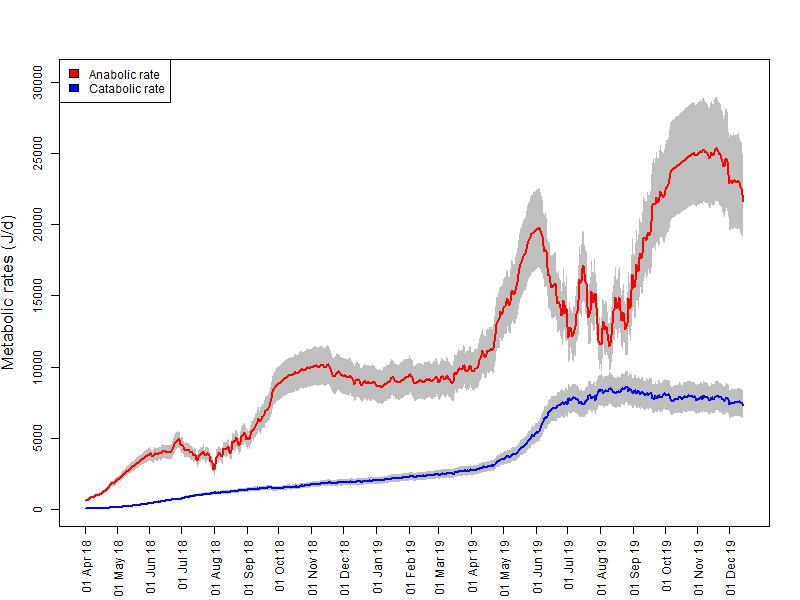 Anabolic rate
Catabolic rate
Metabolic rates (J/d)
30000
25000
20000
15000
10000
5000
0
01 Apr 18
01 May 18
01 Jun 18
01 Jul 18
01 Aug 18
01 Sep 18
01 Oct 18
01 Nov 18
01 Dec 18
01 Jan 19
01 Feb 19
01 Mar 19
01 Apr 19
01 May 19
01 Jun 19
01 Jul 19
01 Aug 19
01 Sep 19
01 Oct 19
01 Nov 19
01 Dec 19